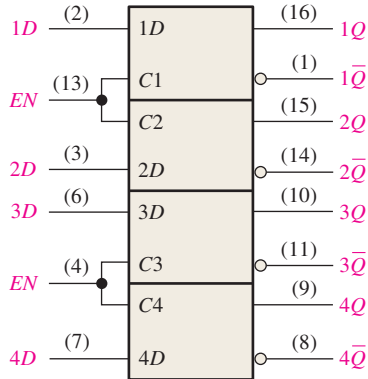 1D (2) 1D (16) 1Q
EN (13) C1 (1) 1Q̅
C2 (15) 2Q
2D (3) 2D (14) 2Q̅
3D (6) 3D (10) 3Q
EN (4) C3 (11) 3Q̅
C4 (9) 4Q
4D (7) 4D (8) 4Q̅